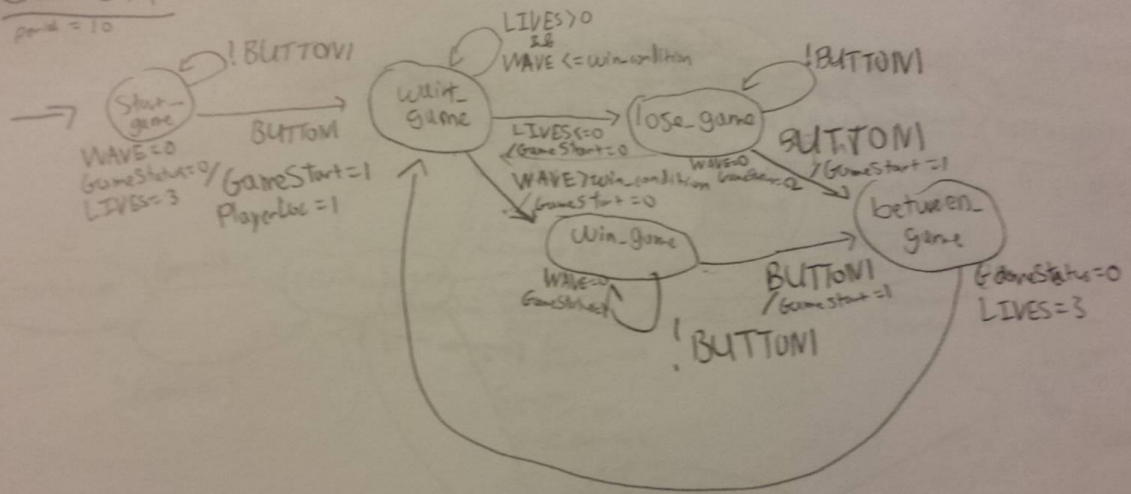 period = 10
!BUTTON1
start_
game
WAVE=0
GameStatus=0
LIVES=3
BUTTON
/GameStart=1
PlayerLoc=1
LIVES>0
&&
WAVE <= win_condition
wait_
game
LIVES<=0
/GameStart=0
WAVE>win_condition
/GameStart=0
!BUTTON1
lose_game
WAVE=0
BUTTON1
/GameStart=1
win_game
WAVE=0
!BUTTON1
BUTTON1
/GameStart=1
between_
game
GameStatus=0
LIVES=3